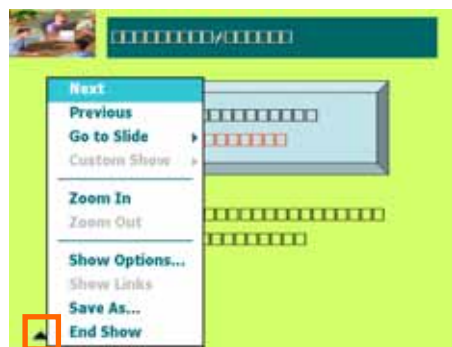 □□□□□□□□□/□□□□□□
Next
Previous
Go to Slide
Custom Show
Zoom In
Zoom Out
Show Options...
Show Links
Save As...
End Show
□□□□□□□□□□
□□□□□□□
□□□□□□□□□□□□□□□
□□□□□□□□□